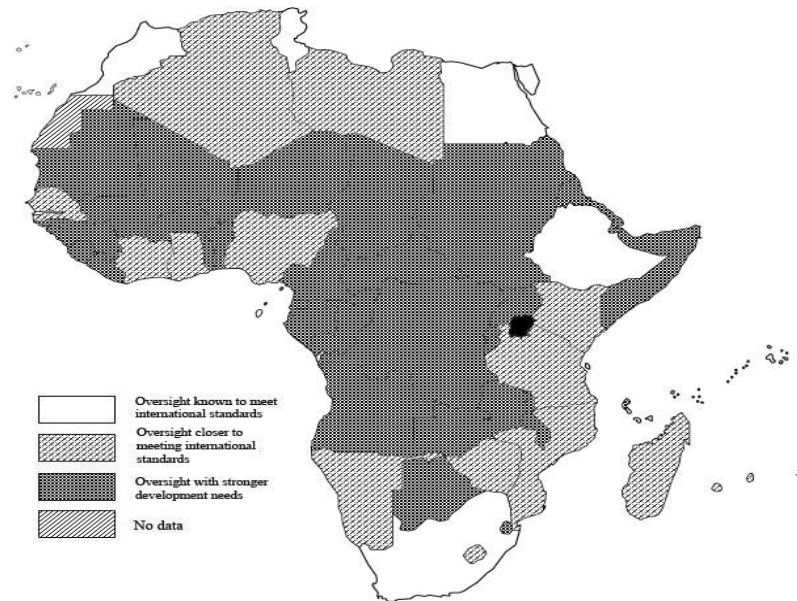 Oversight known to meet
international standards
Oversight closer to
meeting international
standards
Oversight with stronger
development needs
No data